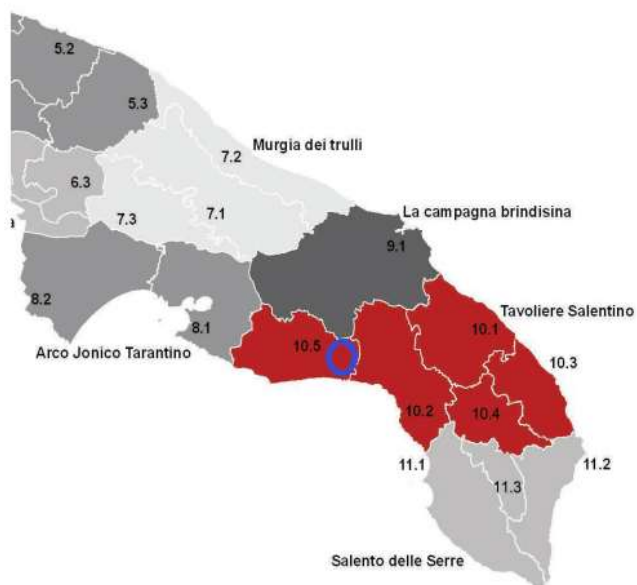 5.2
5.3
Murgia dei trulli
7.2
6.3
7.1
7.3
a
La campagna brindisina
9.1
8.2
8.1
Tavoliere Salentino
10.1
10.5
Arco Jonico Tarantino
10.3
10.2
10.4
11.1
11.2
11.3
Salento delle Serre